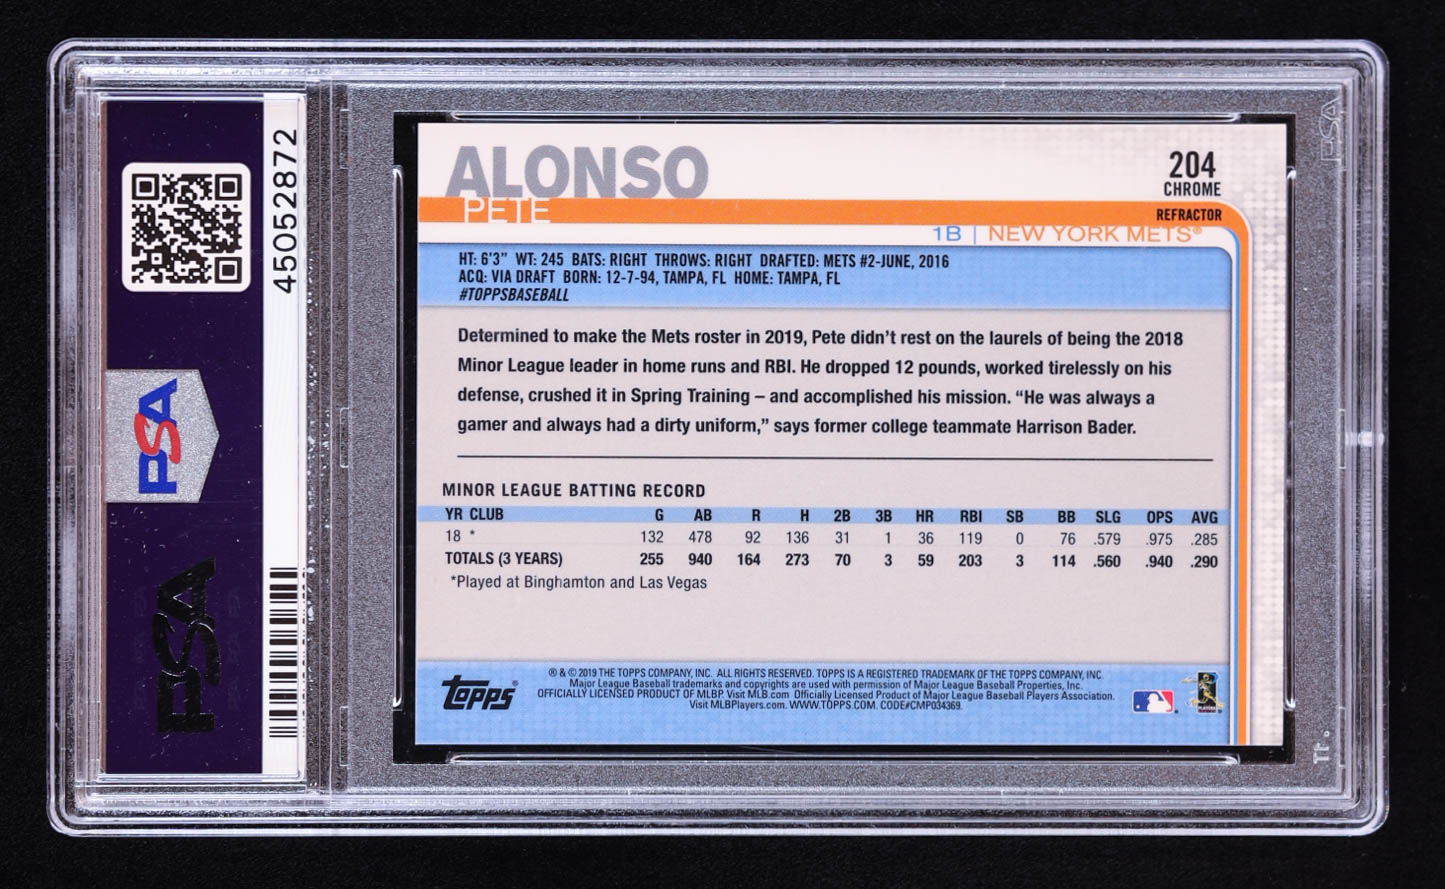 45052872
PSA
PSA
ALONSO
PETE
204
CHROME
REFRACTOR
1B | NEW YORK METS®
HT: 6'3" WT: 245 BATS: RIGHT THROWS: RIGHT DRAFTED: METS #2-JUNE, 2016
ACQ: VIA DRAFT BORN: 12-7-94, TAMPA, FL HOME: TAMPA, FL
#TOPPSBASEBALL
Determined to make the Mets roster in 2019, Pete didn't rest on the laurels of being the 2018
Minor League leader in home runs and RBI. He dropped 12 pounds, worked tirelessly on his
defense, crushed it in Spring Training – and accomplished his mission. “He was always a
gamer and always had a dirty uniform,” says former college teammate Harrison Bader.
MINOR LEAGUE BATTING RECORD
YR CLUB G AB R H 2B 3B HR RBI SB BB SLG OPS AVG
18 * 132 478 92 136 31 1 36 119 0 76 .579 .975 .285
TOTALS (3 YEARS) 255 940 164 273 70 3 59 203 3 114 .560 .940 .290
*Played at Binghamton and Las Vegas
topps®
® & © 2019 THE TOPPS COMPANY, INC. ALL RIGHTS RESERVED. TOPPS IS A REGISTERED TRADEMARK OF THE TOPPS COMPANY, INC.
Major League Baseball trademarks and copyrights are used with permission of Major League Baseball Properties, Inc.
OFFICIALLY LICENSED PRODUCT OF MLBP. Visit MLB.com Officially Licensed Product of Major League Baseball Players Association.
Visit MLBPlayers.com. WWW.TOPPS.COM. CODE#CMP034369.
PSA